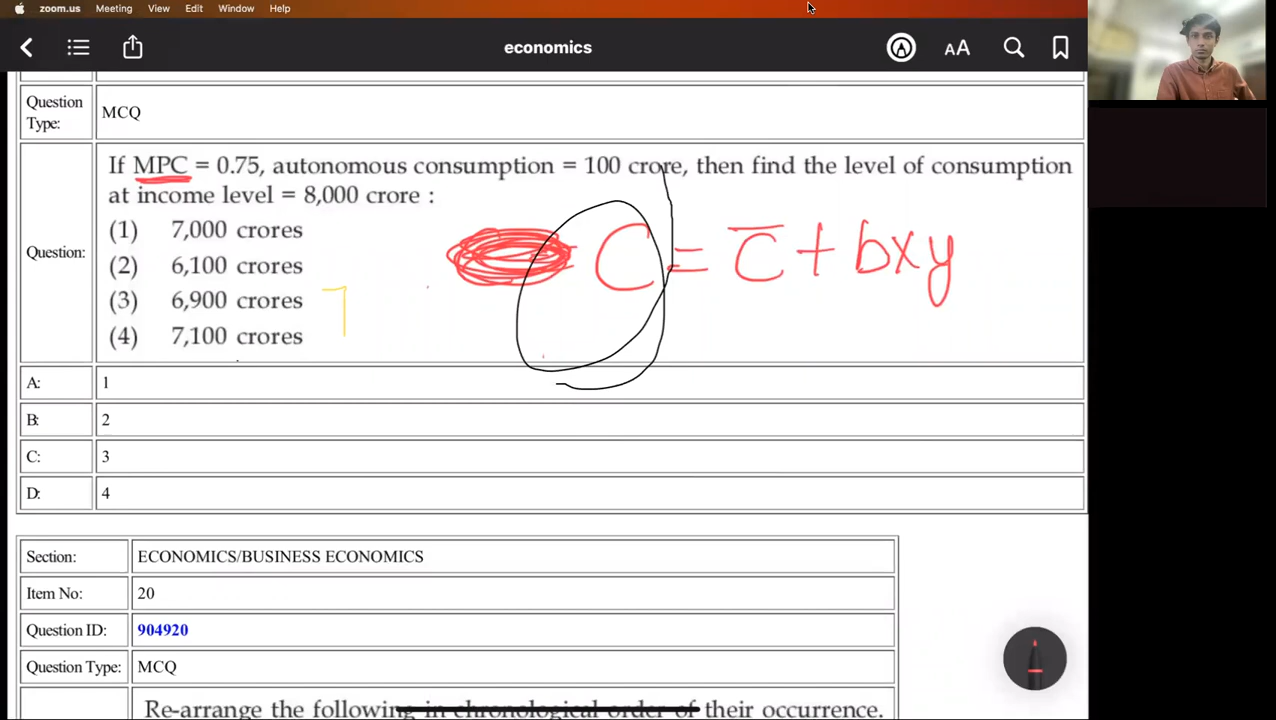 zoom.us Meeting View Edit Window Help
economics
AA
Question Type:
MCQ
Question:
If MPC = 0.75, autonomous consumption = 100 crore, then find the level of consumption
at income level = 8,000 crore :
(1) 7,000 crores
(2) 6,100 crores
(3) 6,900 crores
(4) 7,100 crores
C = C̅ + bxy
A: 1
B: 2
C: 3
D: 4
Section: ECONOMICS/BUSINESS ECONOMICS
Item No: 20
Question ID: 904920
Question Type: MCQ
Re-arrange the following in chronological order of their occurrence.